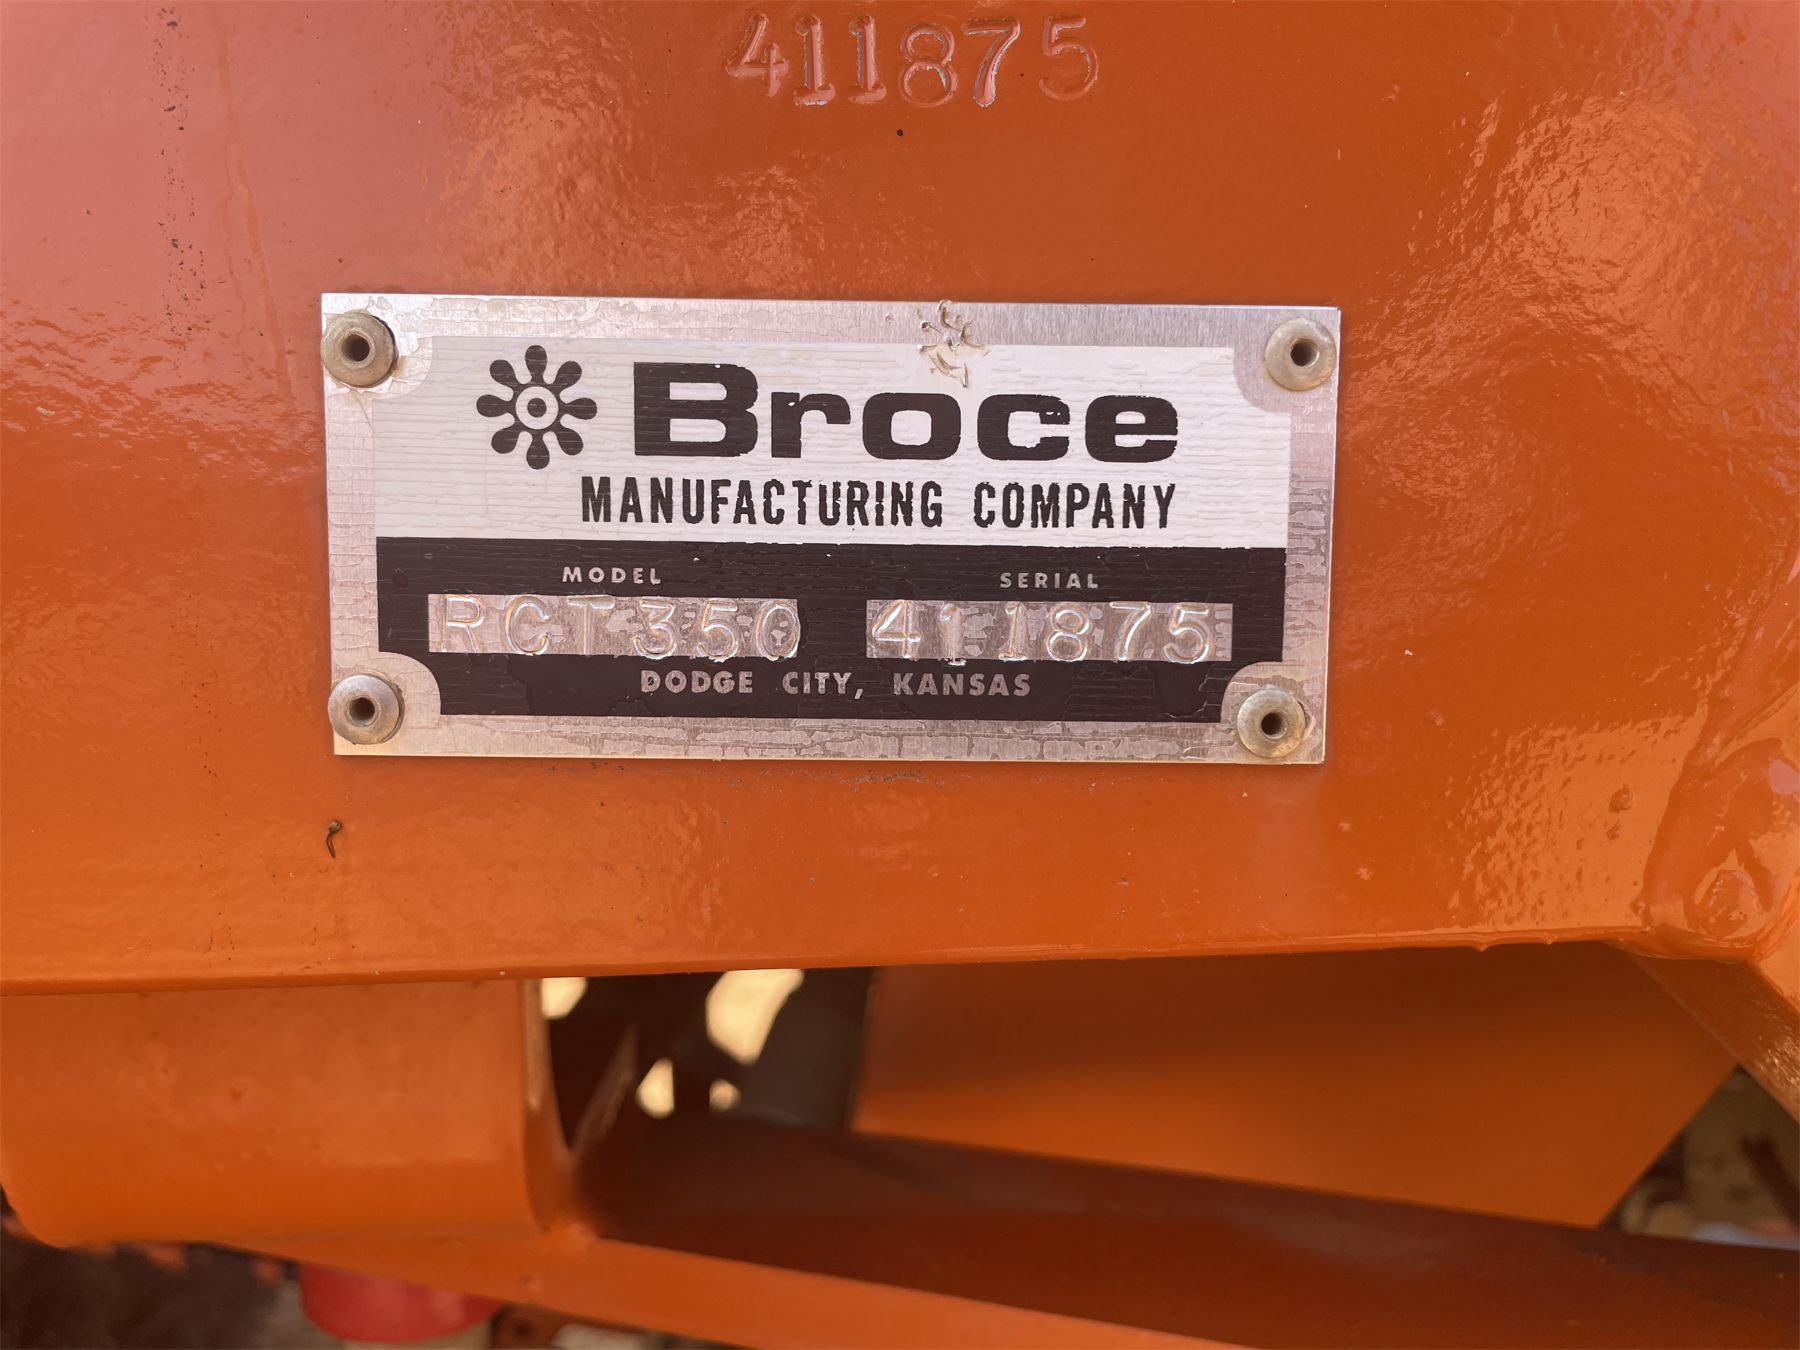 411875
Broce
MANUFACTURING COMPANY
MODEL SERIAL
RCT350 411875
DODGE CITY, KANSAS